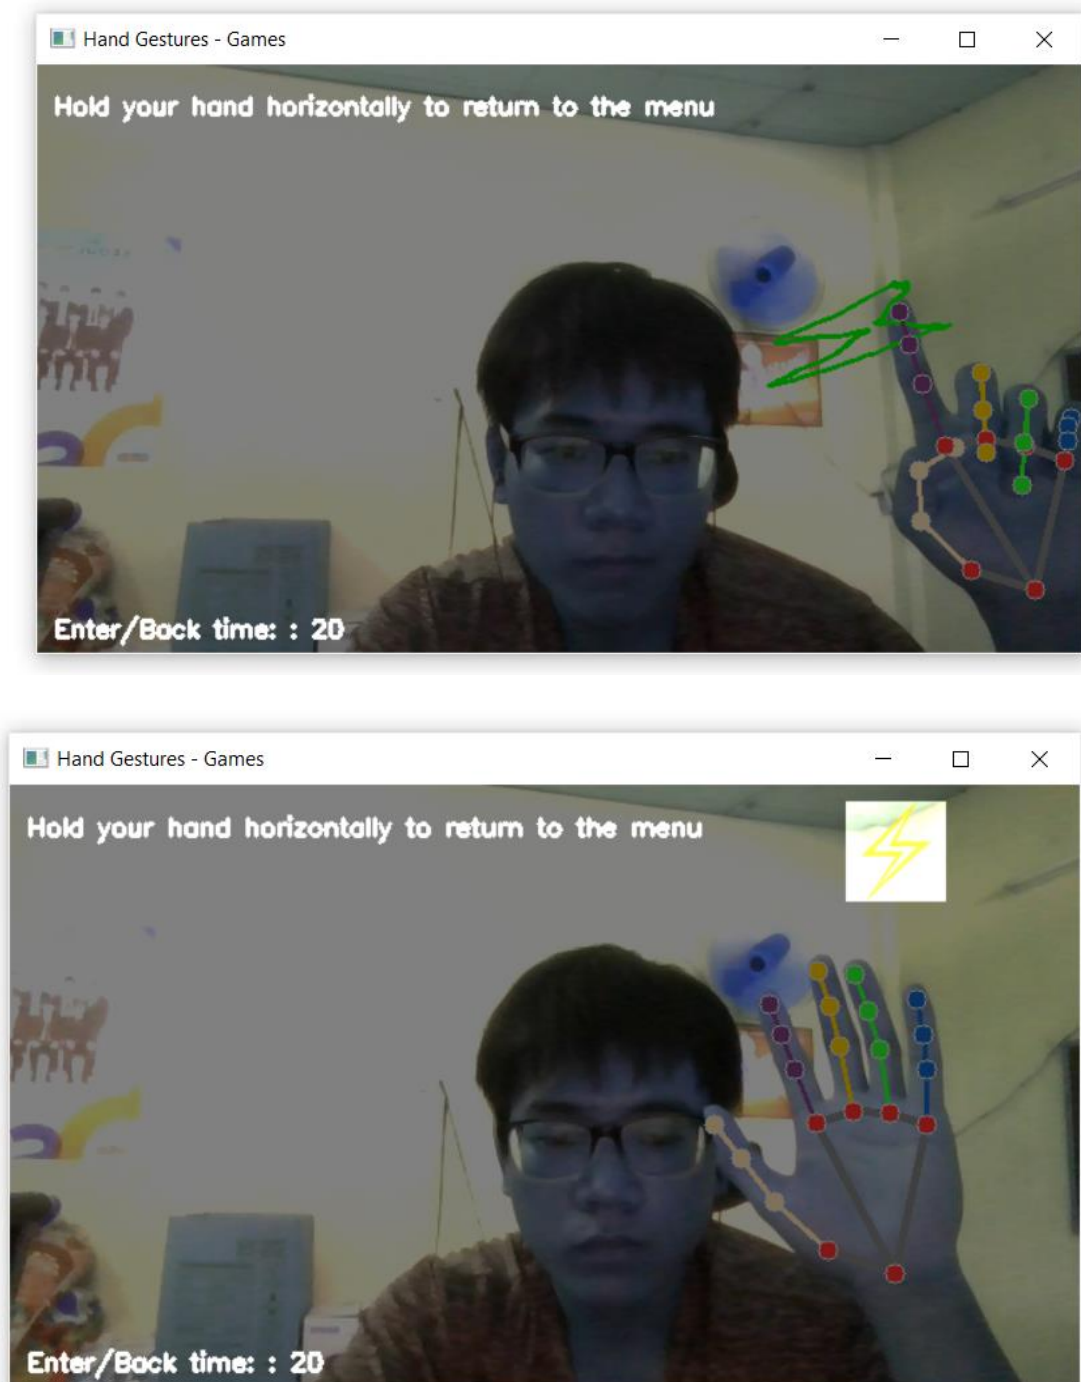 Hand Gestures - Games
Hold your hand horizontally to return to the menu
Enter/Back time: : 20
Hand Gestures - Games
Hold your hand horizontally to return to the menu
Enter/Back time: : 20